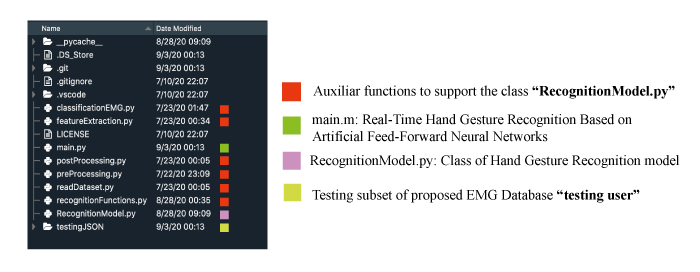 Name Date Modified
__pycache__ 8/28/20 09:09
.DS_Store 9/3/20 00:13
.git 9/3/20 00:13
.gitignore 7/10/20 22:07
.vscode 7/10/20 22:07
classificationEMG.py 7/23/20 01:47
featureExtraction.py 7/23/20 00:34
LICENSE 7/10/20 22:07
main.py 9/3/20 00:13
postProcessing.py 7/23/20 00:05
preProcessing.py 7/22/20 23:09
readDataset.py 7/23/20 00:05
recognitionFunctions.py 8/28/20 00:35
RecognitionModel.py 8/28/20 09:09
testingJSON 9/3/20 00:13
Auxiliar functions to support the class “RecognitionModel.py”
main.m: Real-Time Hand Gesture Recognition Based on
Artificial Feed-Forward Neural Networks
RecognitionModel.py: Class of Hand Gesture Recognition model
Testing subset of proposed EMG Database “testing user”